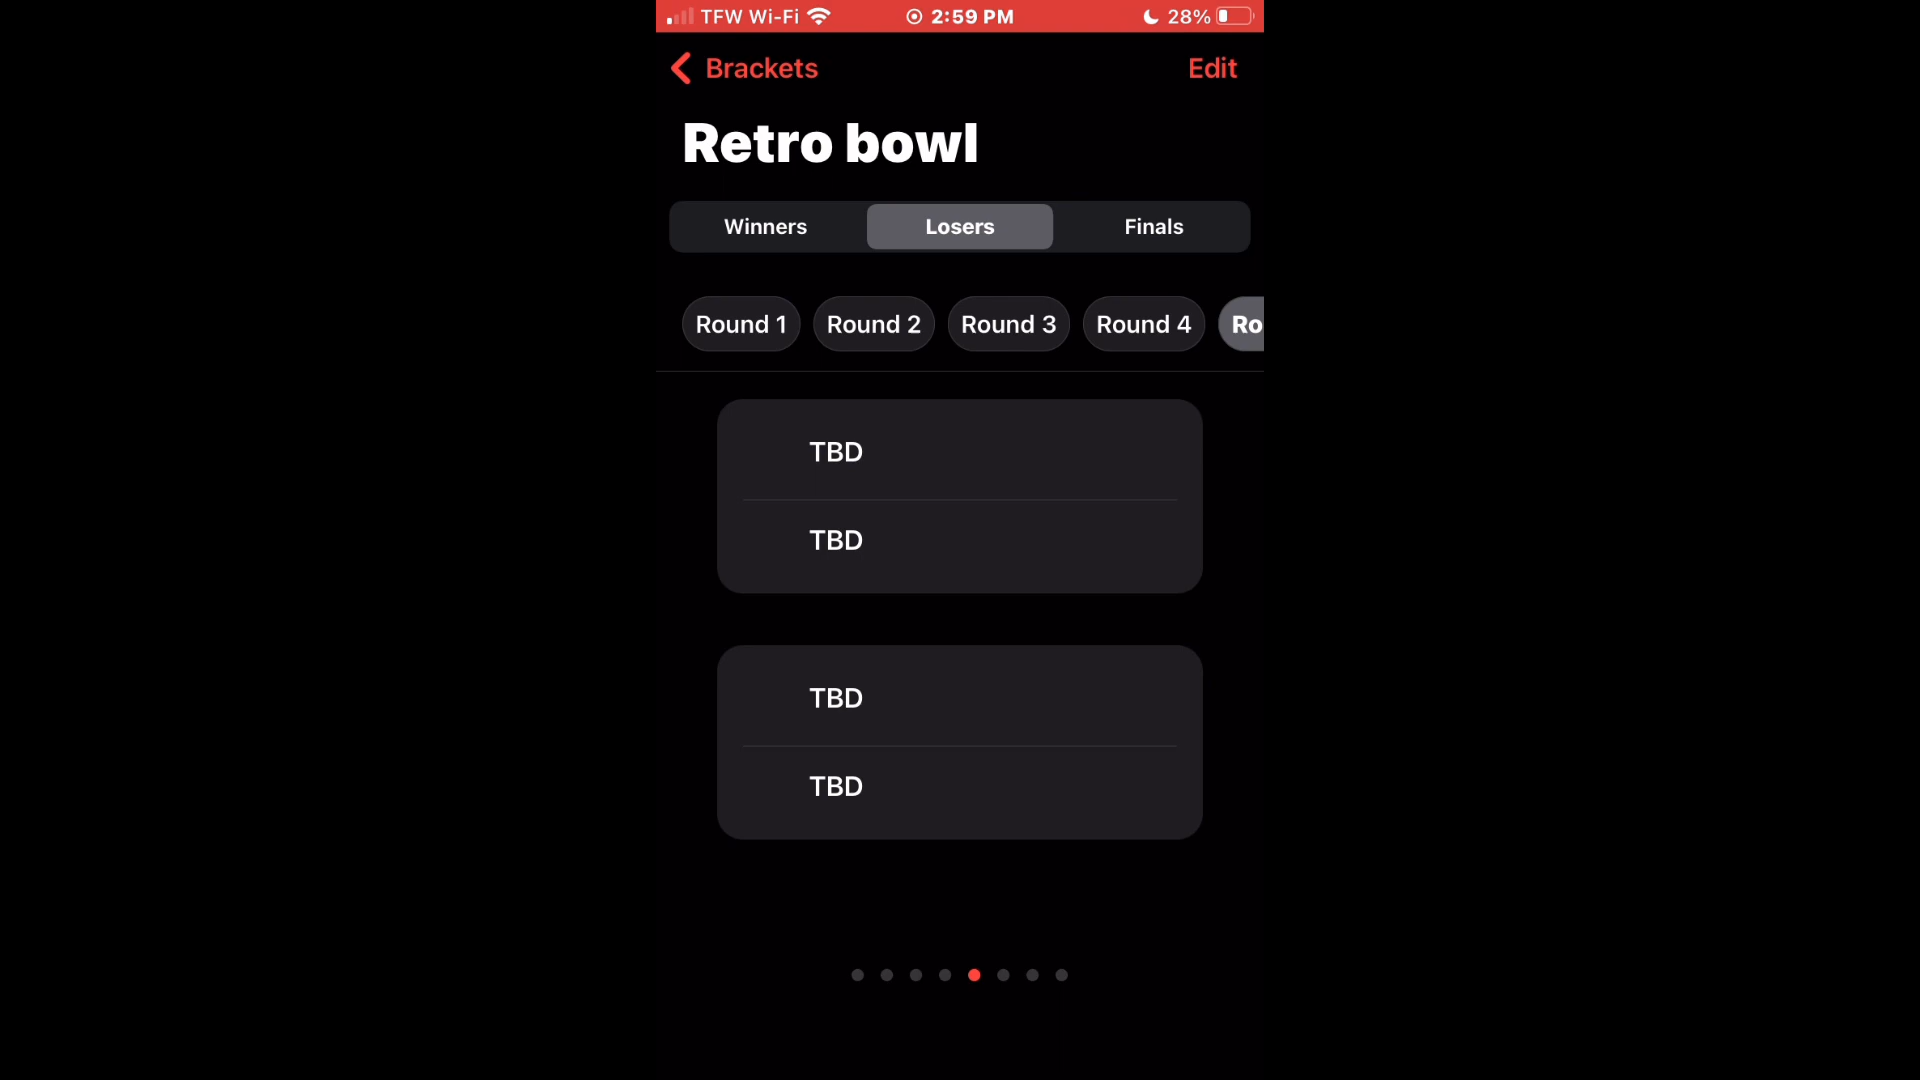 TFW Wi-Fi 2:59 PM 28%
Brackets Edit
Retro bowl
Winners Losers Finals
Round 1 Round 2 Round 3 Round 4 Ro
TBD
TBD
TBD
TBD